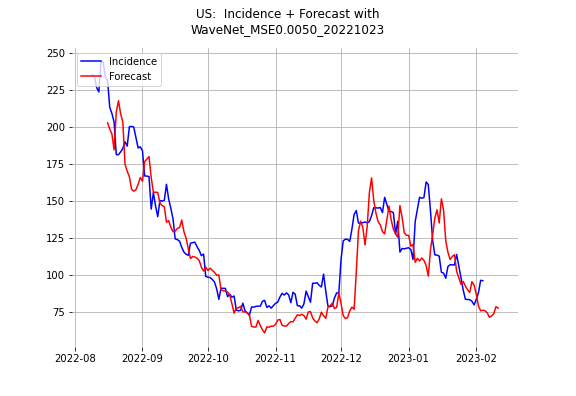 US:  Incidence + Forecast with
WaveNet_MSE0.0050_20221023
Incidence
Forecast
250
225
200
175
150
125
100
75
2022-08 2022-09 2022-10 2022-11 2022-12 2023-01 2023-02